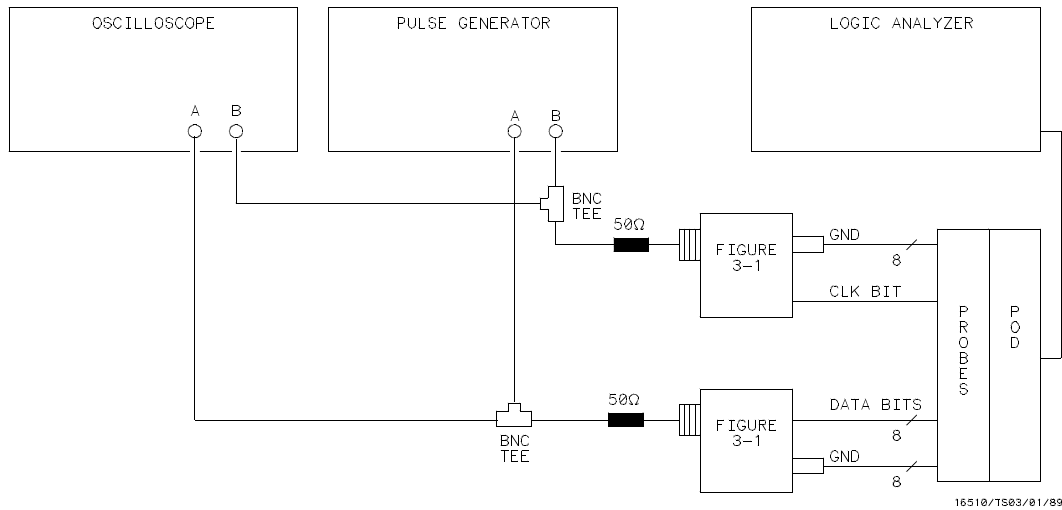 OSCILLOSCOPE
PULSE GENERATOR
LOGIC ANALYZER
A B
A B
BNC
TEE
50Ω
FIGURE
3-1
GND
8
CLK BIT
PROBES
POD
BNC
TEE
50Ω
FIGURE
3-1
DATA BITS
8
GND
8
16510/TS03/01/89